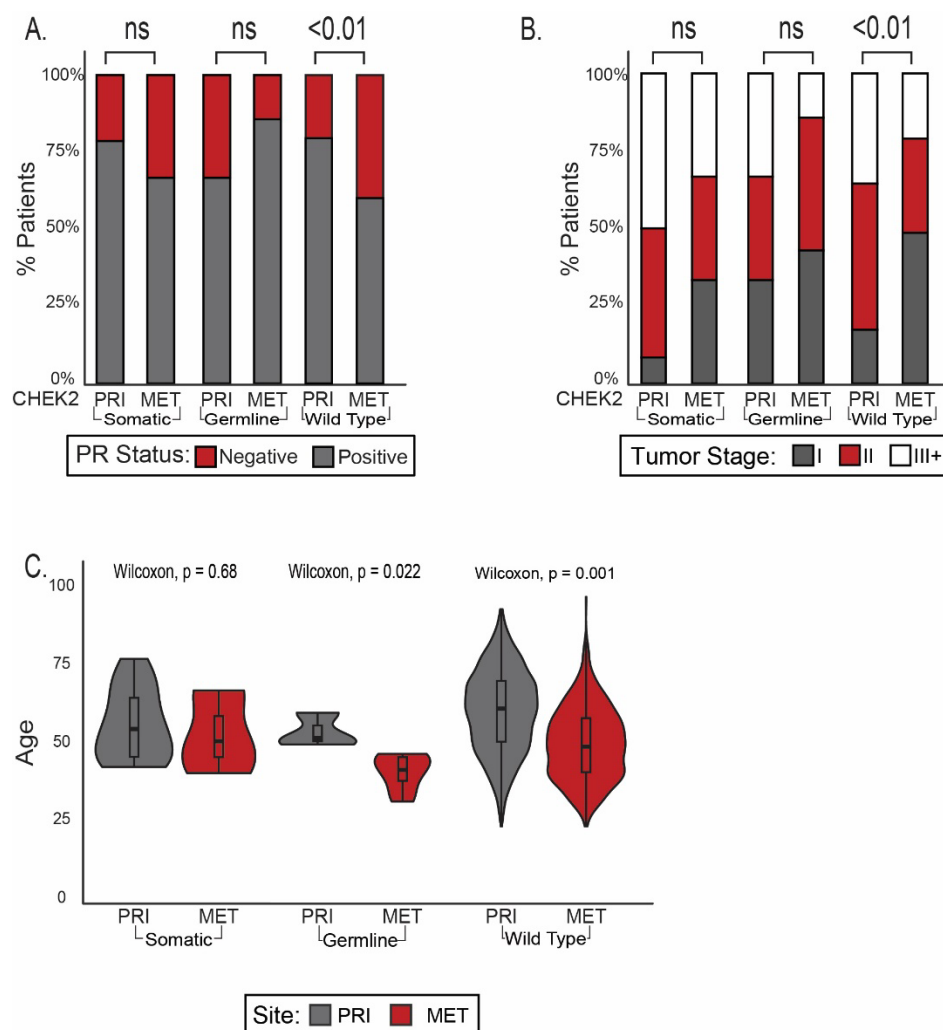 A.
ns ns <0.01
100%
75%
50%
25%
0%
% Patients
CHEK2
PRI MET PRI MET PRI MET
Somatic Germline Wild Type
PR Status: Negative Positive
B.
ns ns <0.01
100%
75%
50%
25%
0%
% Patients
CHEK2
PRI MET PRI MET PRI MET
Somatic Germline Wild Type
Tumor Stage: I II III+
C.
Wilcoxon, p = 0.68 Wilcoxon, p = 0.022 Wilcoxon, p = 0.001
100
75
50
25
0
Age
PRI MET PRI MET PRI MET
Somatic Germline Wild Type
Site: PRI MET